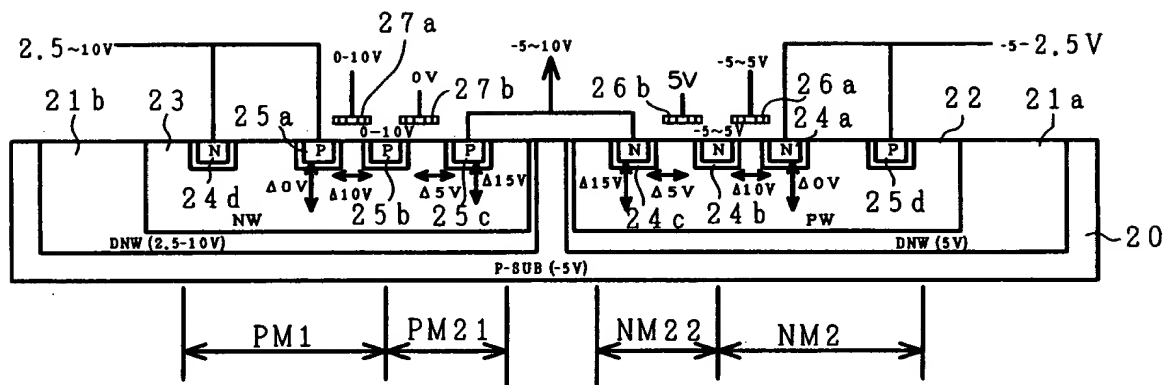 27a
2.5~10V
0-10V
0V
-5~10V
26b
5V
-5~5V
-5-2.5V
21b
23
25a
27b
26a
22
21a
24a
0-10V
-5~5V
N
P
P
P
N
N
N
P
24d
Δ0V
Δ10V
25b
Δ5V
25c
Δ15V
Δ15V
Δ5V
24c
24b
Δ10V
Δ0V
25d
NW
PW
DNW (2.5-10V)
DNW (5V)
20
P-SUB (-5V)
PM1
PM21
NM22
NM2